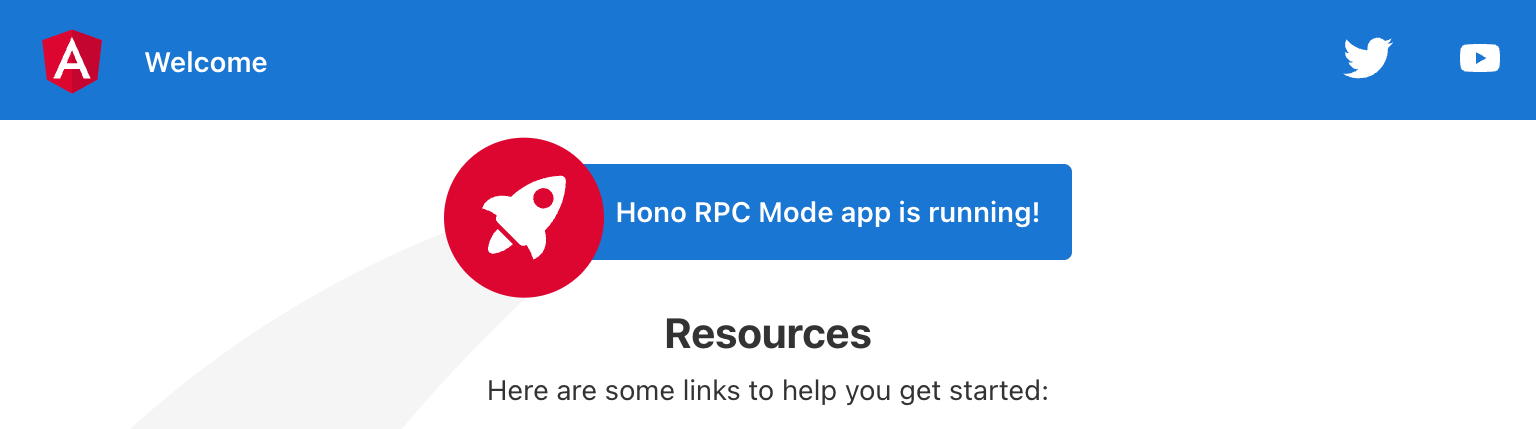 Welcome
Hono RPC Mode app is running!
Resources
Here are some links to help you get started: